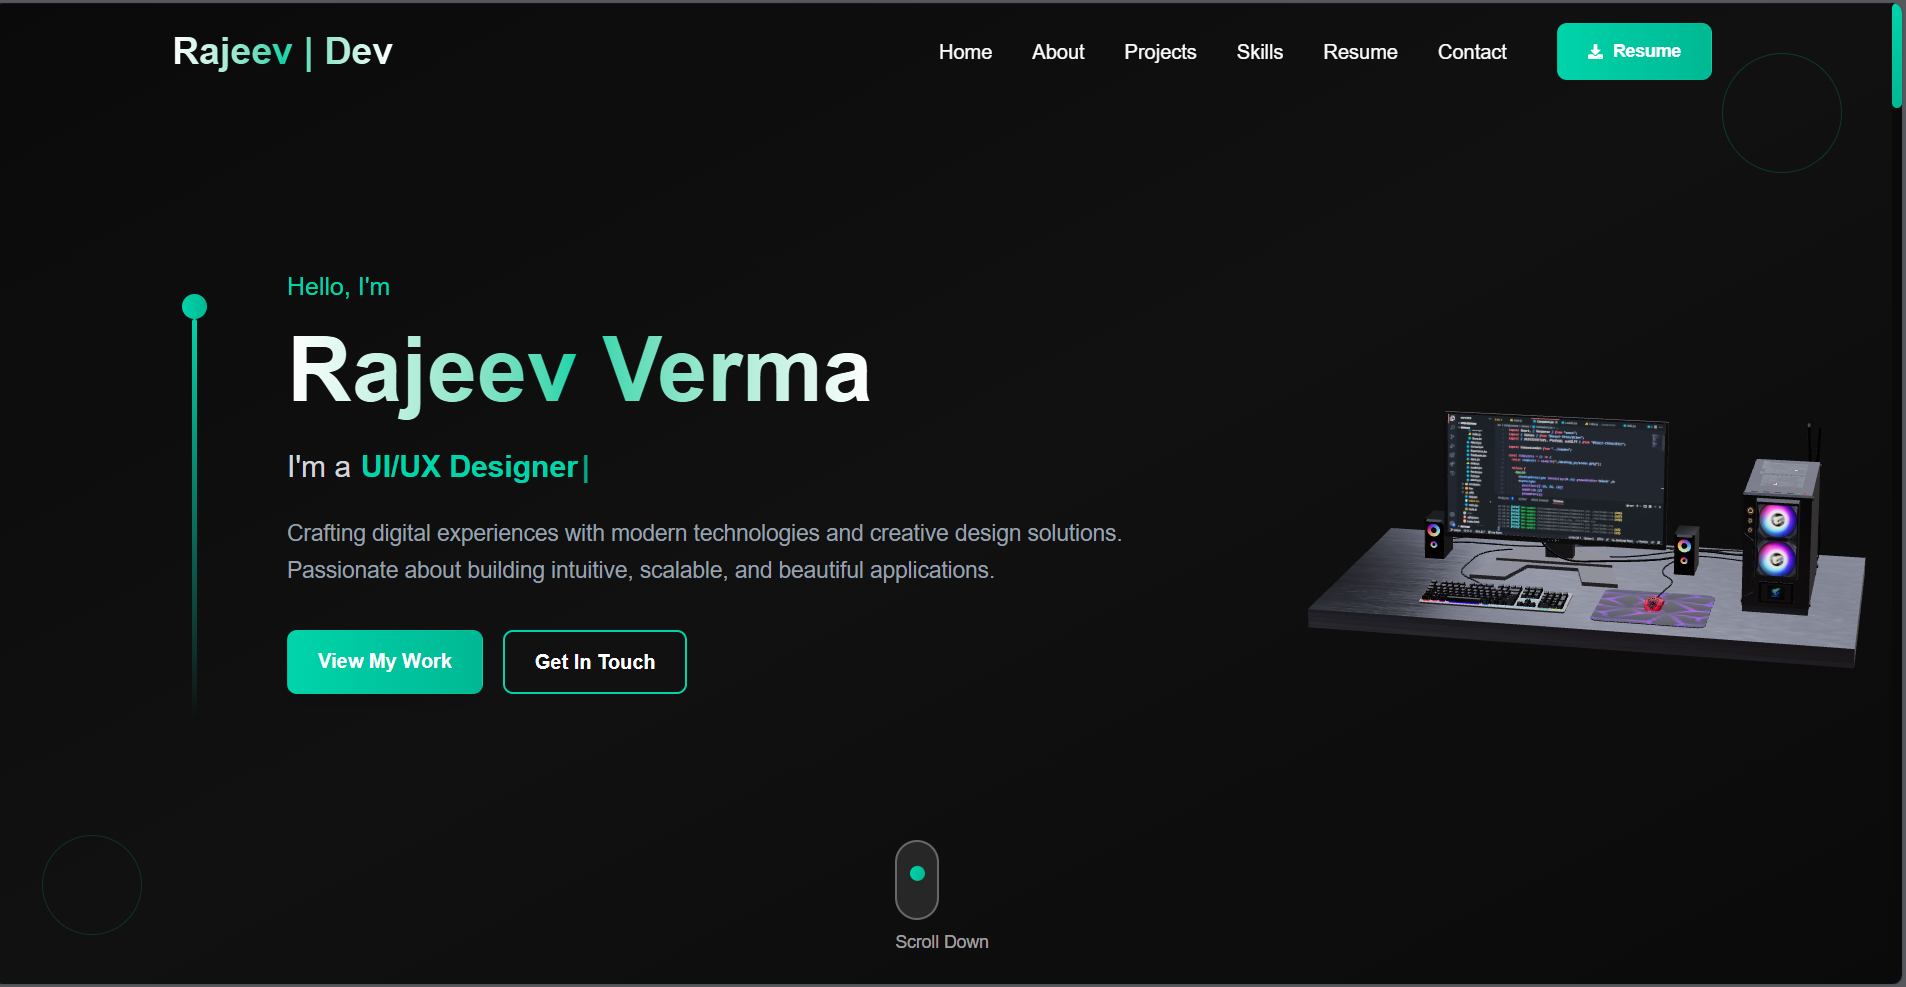 Rajeev | Dev
Home About Projects Skills Resume Contact Resume
Hello, I'm
Rajeev Verma
I'm a UI/UX Designer|
Crafting digital experiences with modern technologies and creative design solutions.
Passionate about building intuitive, scalable, and beautiful applications.
View My Work Get In Touch
Scroll Down